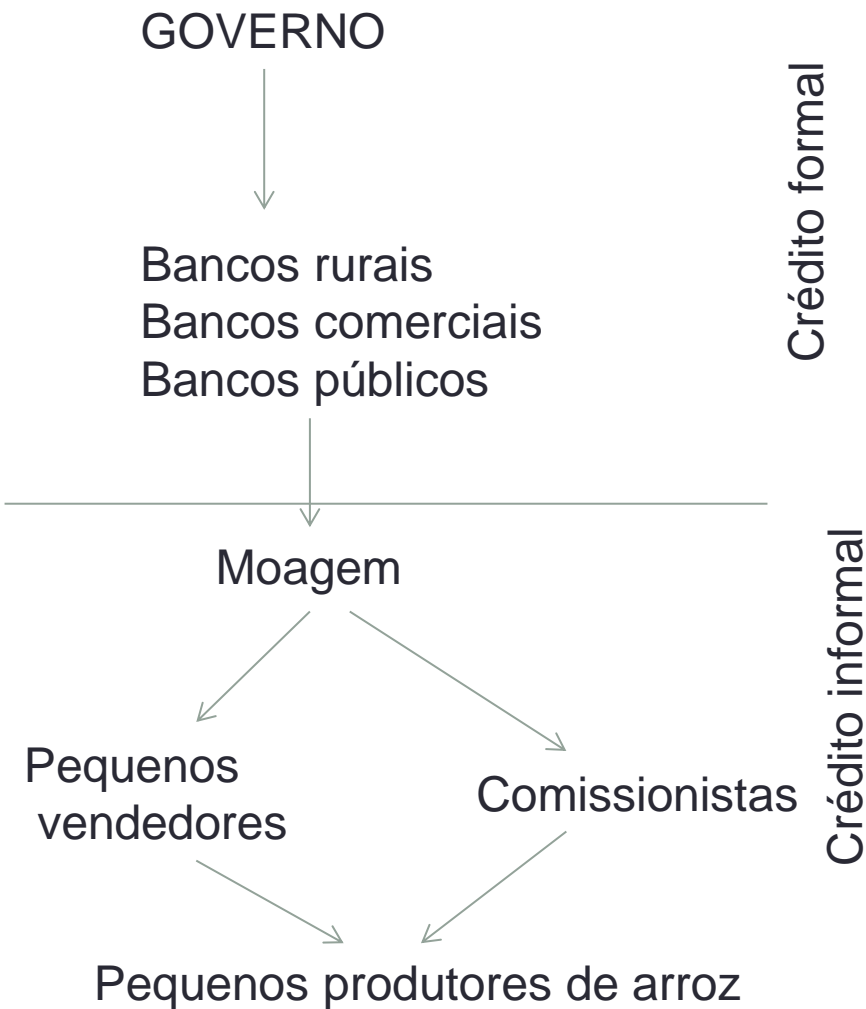 GOVERNO
Crédito formal
Bancos rurais
Bancos comerciais
Bancos públicos
Moagem
Crédito informal
Pequenos
vendedores
Comissionistas
Pequenos produtores de arroz